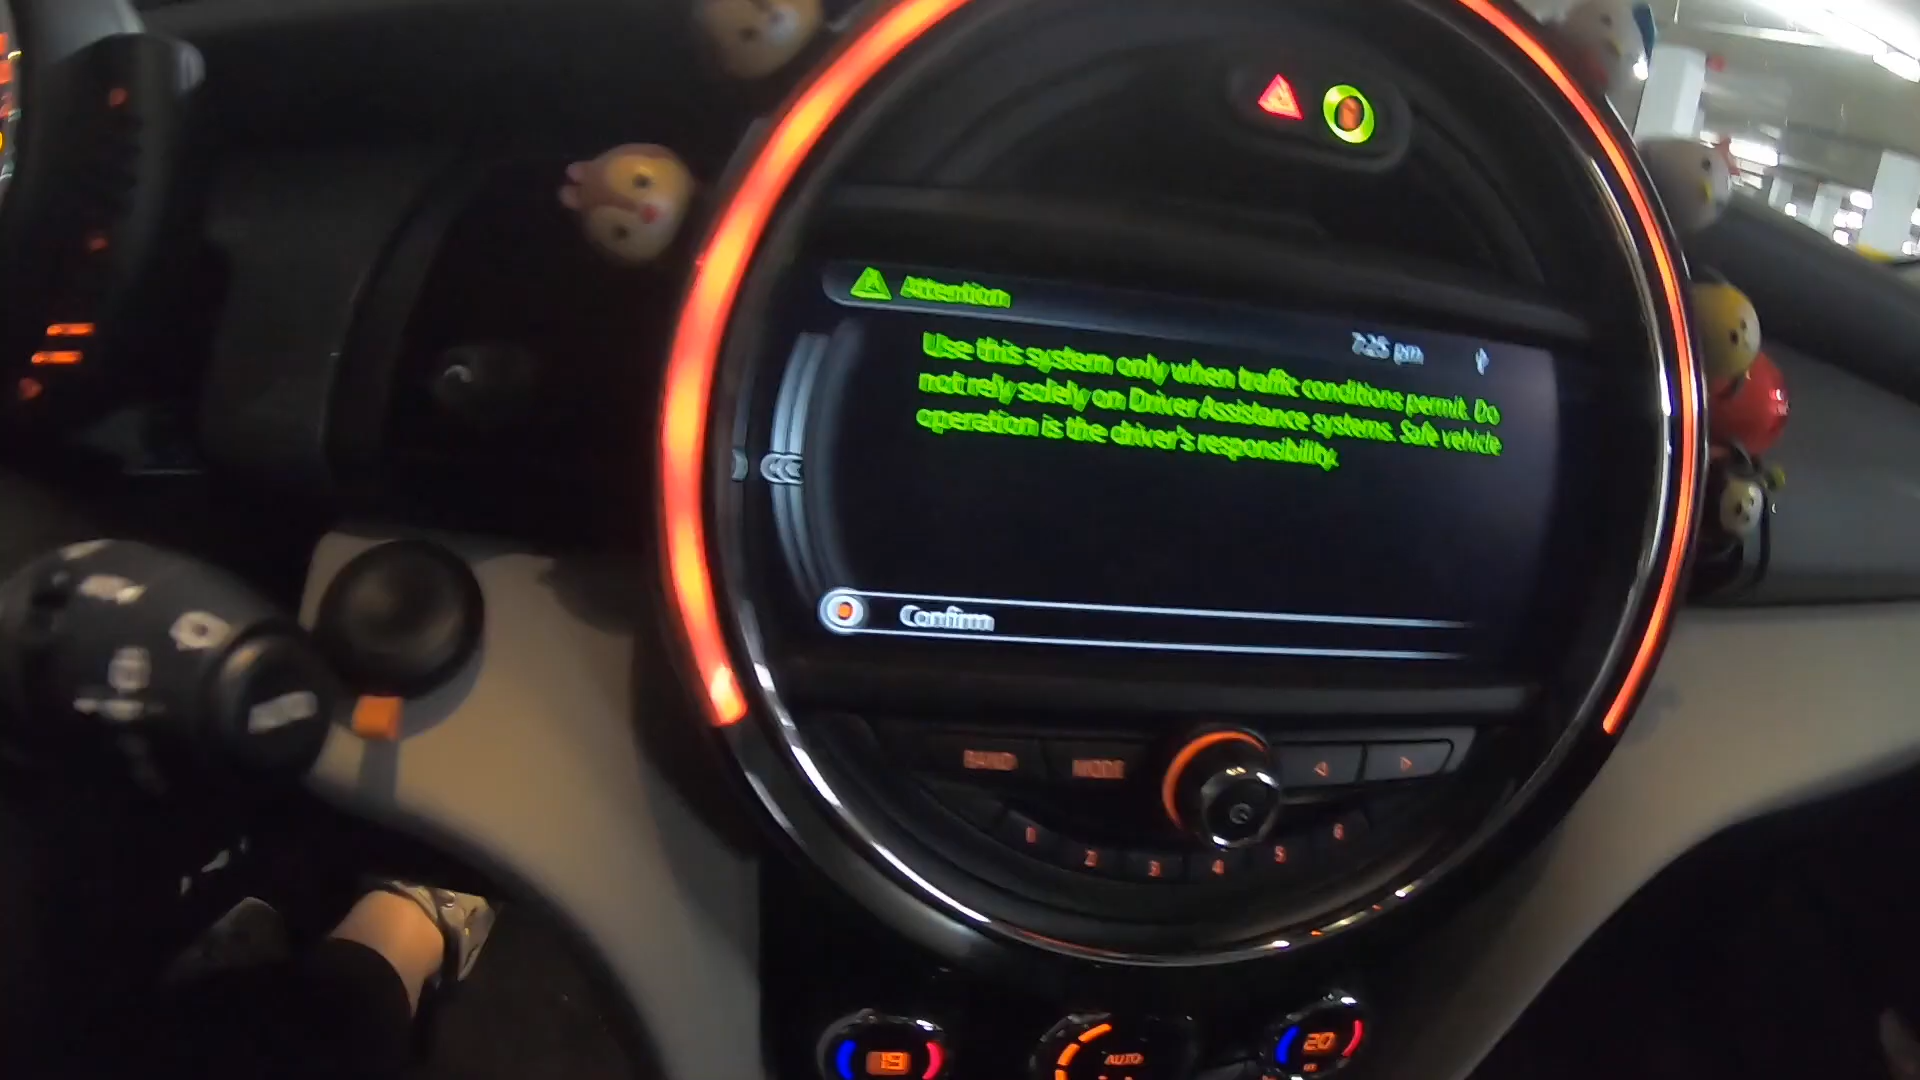 Attention
7:25 pm
Use this system only when traffic conditions permit. Do
not rely solely on Driver Assistance systems. Safe vehicle
operation is the driver's responsibility.
Confirm
BAND
MODE
1
2
3
4
5
6
19
AUTO
20